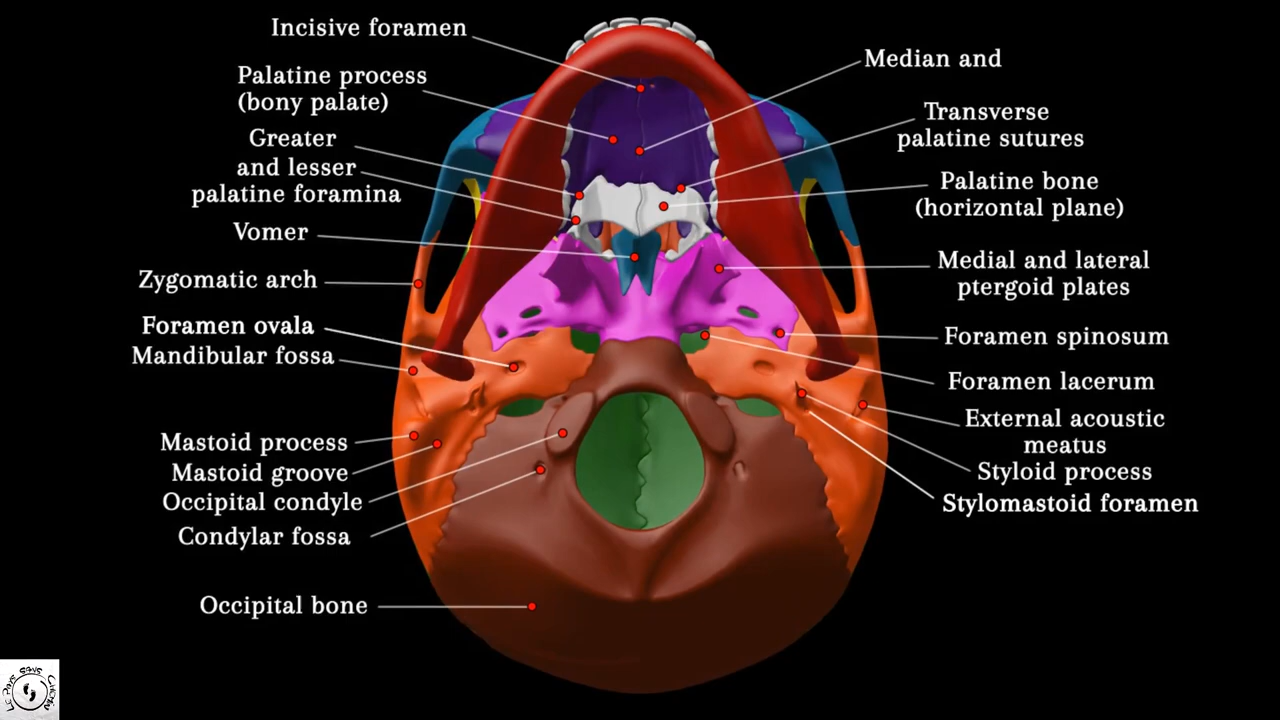 Incisive foramen
Palatine process
(bony palate)
Greater
and lesser
palatine foramina
Vomer
Zygomatic arch
Foramen ovala
Mandibular fossa
Mastoid process
Mastoid groove
Occipital condyle
Condylar fossa
Occipital bone
Median and
Transverse
palatine sutures
Palatine bone
(horizontal plane)
Medial and lateral
ptergoid plates
Foramen spinosum
Foramen lacerum
External acoustic
meatus
Styloid process
Stylomastoid foramen